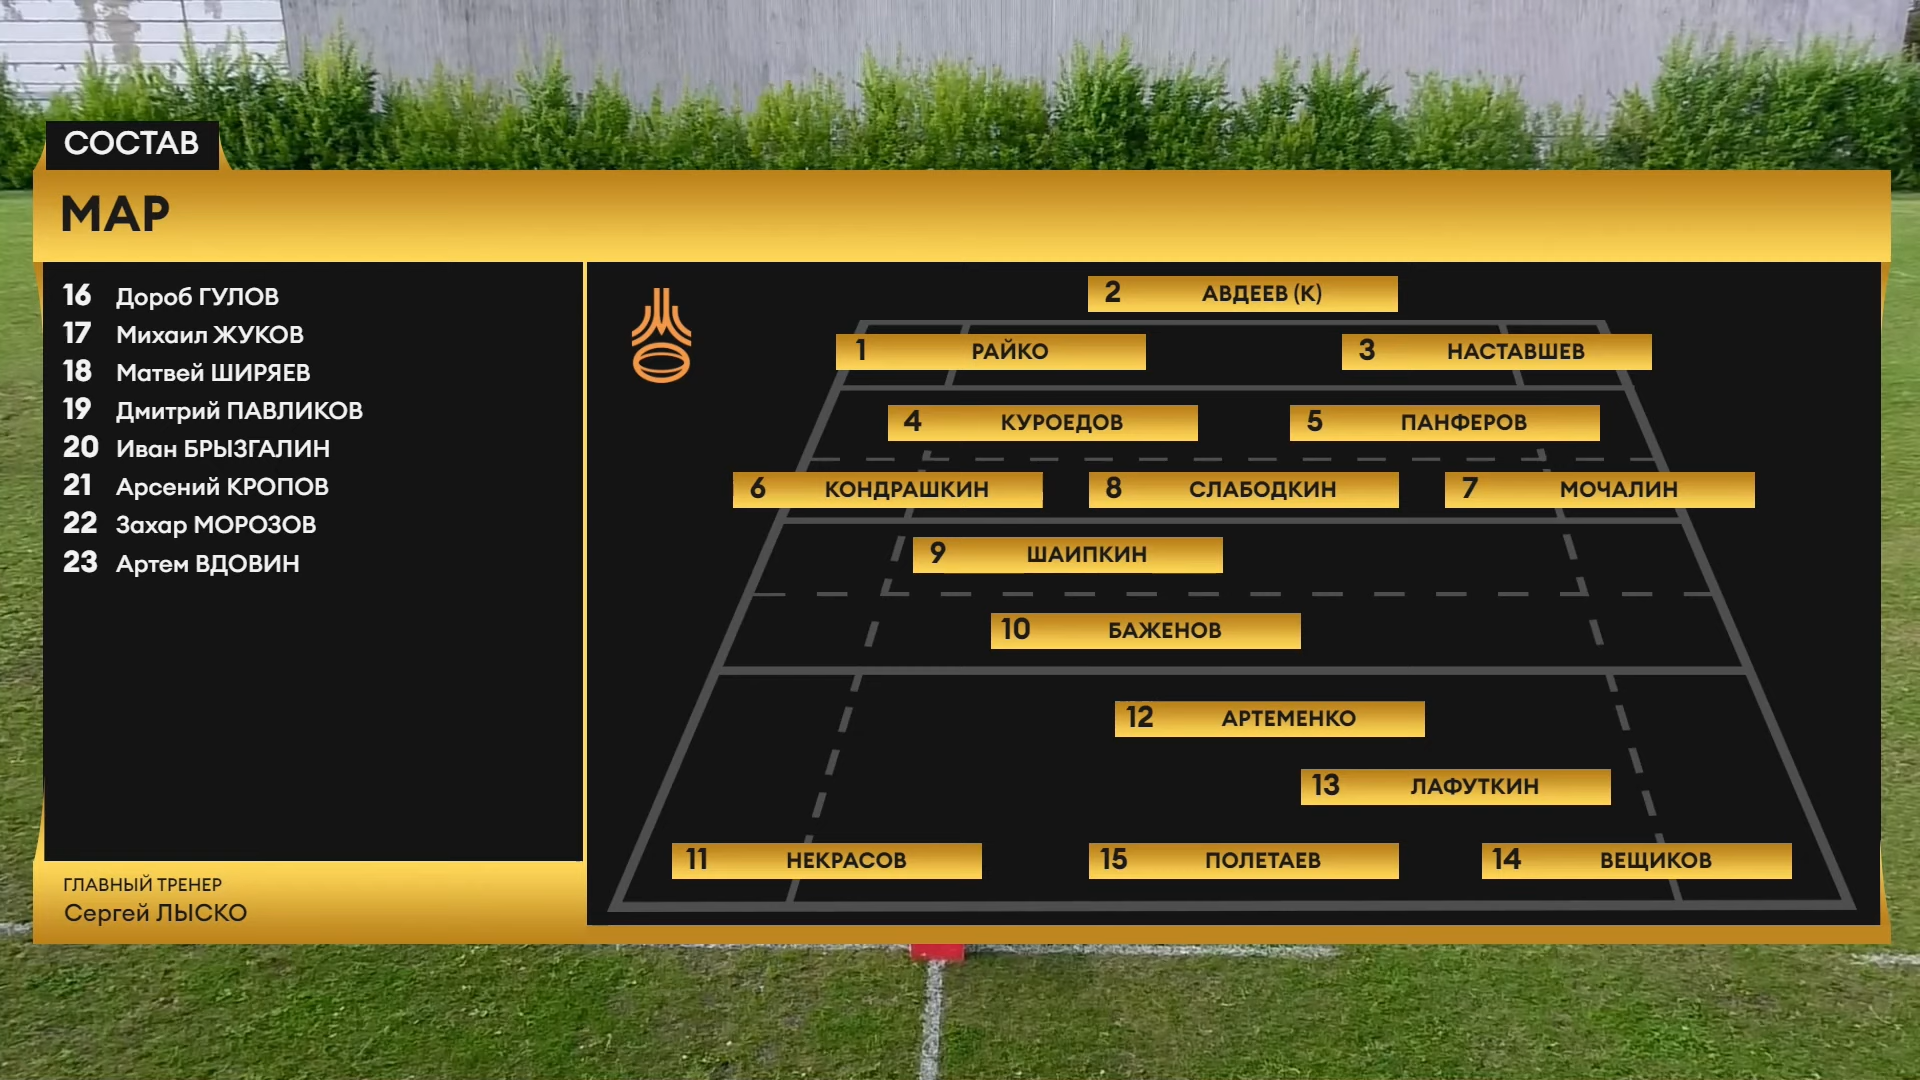 СОСТАВ
МАР
16 Дороб ГУЛОВ
17 Михаил ЖУКОВ
18 Матвей ШИРЯЕВ
19 Дмитрий ПАВЛИКОВ
20 Иван БРЫЗГАЛИН
21 Арсений КРОПОВ
22 Захар МОРОЗОВ
23 Артем ВДОВИН
ГЛАВНЫЙ ТРЕНЕР
Сергей ЛЫСКО
2 АВДЕЕВ (К)
1 РАЙКО
3 НАСТАВШЕВ
4 КУРОЕДОВ
5 ПАНФЕРОВ
6 КОНДРАШКИН
8 СЛАБОДКИН
7 МОЧАЛИН
9 ШАИПКИН
10 БАЖЕНОВ
12 АРТЕМЕНКО
13 ЛАФУТКИН
11 НЕКРАСОВ
15 ПОЛЕТАЕВ
14 ВЕЩИКОВ